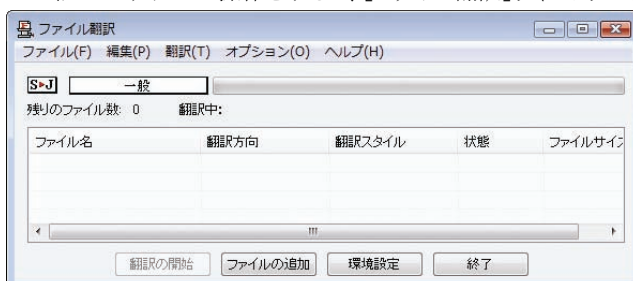 ファイル翻訳
ファイル(F) 編集(P) 翻訳(T) オプション(O) ヘルプ(H)
S▸J 一般
残りのファイル数: 0 翻訳中:
ファイル名 翻訳方向 翻訳スタイル 状態 ファイルサイズ
翻訳の開始 ファイルの追加 環境設定 終了